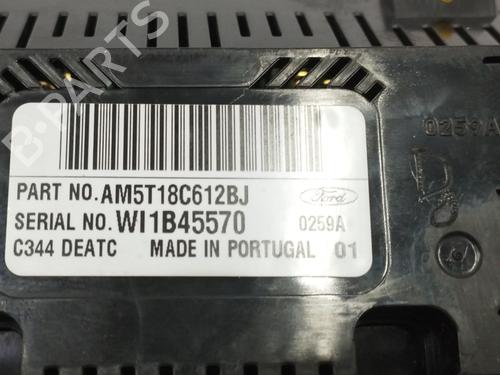 B-PARTS
PART NO. AM5T18C612BJ
Ford
SERIAL NO. WI1B45570
0259A
C344 DEATC MADE IN PORTUGAL 01
0259A